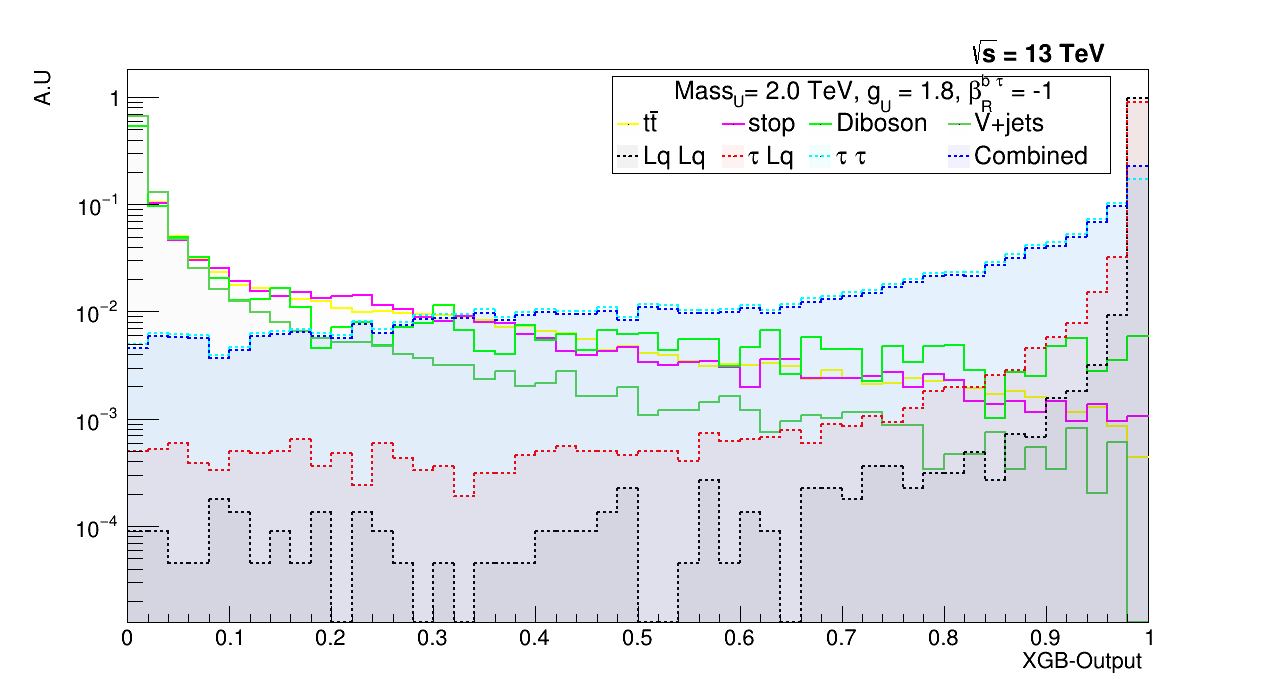 √s = 13 TeV
A.U
Mass_U= 2.0 TeV, g_U = 1.8, β_R^{b τ} = -1
tt̄ stop Diboson V+jets
Lq Lq τ Lq τ τ Combined
1
10⁻¹
10⁻²
10⁻³
10⁻⁴
0 0.1 0.2 0.3 0.4 0.5 0.6 0.7 0.8 0.9 1
XGB-Output